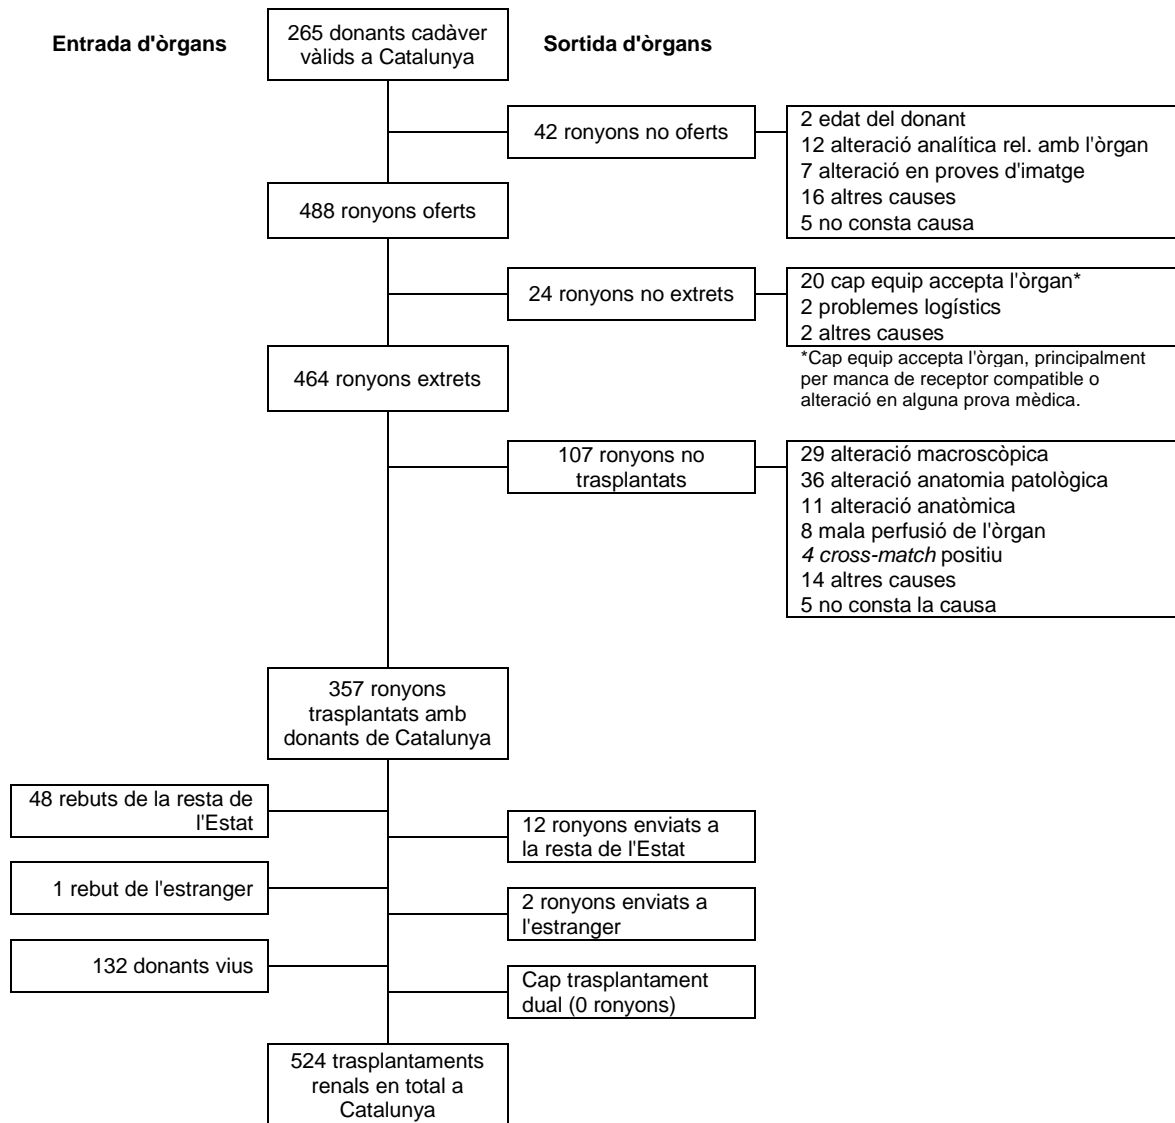 Entrada d'òrgans
265 donants cadàver
vàlids a Catalunya
Sortida d'òrgans
42 ronyons no oferts
2 edat del donant
12 alteració analítica rel. amb l'òrgan
7 alteració en proves d'imatge
16 altres causes
5 no consta causa
488 ronyons oferts
24 ronyons no extrets
20 cap equip accepta l'òrgan*
2 problemes logístics
2 altres causes
*Cap equip accepta l'òrgan, principalment
per manca de receptor compatible o
alteració en alguna prova mèdica.
464 ronyons extrets
107 ronyons no
trasplantats
29 alteració macroscòpica
36 alteració anatomia patològica
11 alteració anatòmica
8 mala perfusió de l'òrgan
4 cross-match positiu
14 altres causes
5 no consta la causa
357 ronyons
trasplantats amb
donants de Catalunya
48 rebuts de la resta de
l'Estat
12 ronyons enviats a
la resta de l'Estat
1 rebut de l'estranger
2 ronyons enviats a
l'estranger
132 donants vius
Cap trasplantament
dual (0 ronyons)
524 trasplantaments
renals en total a
Catalunya